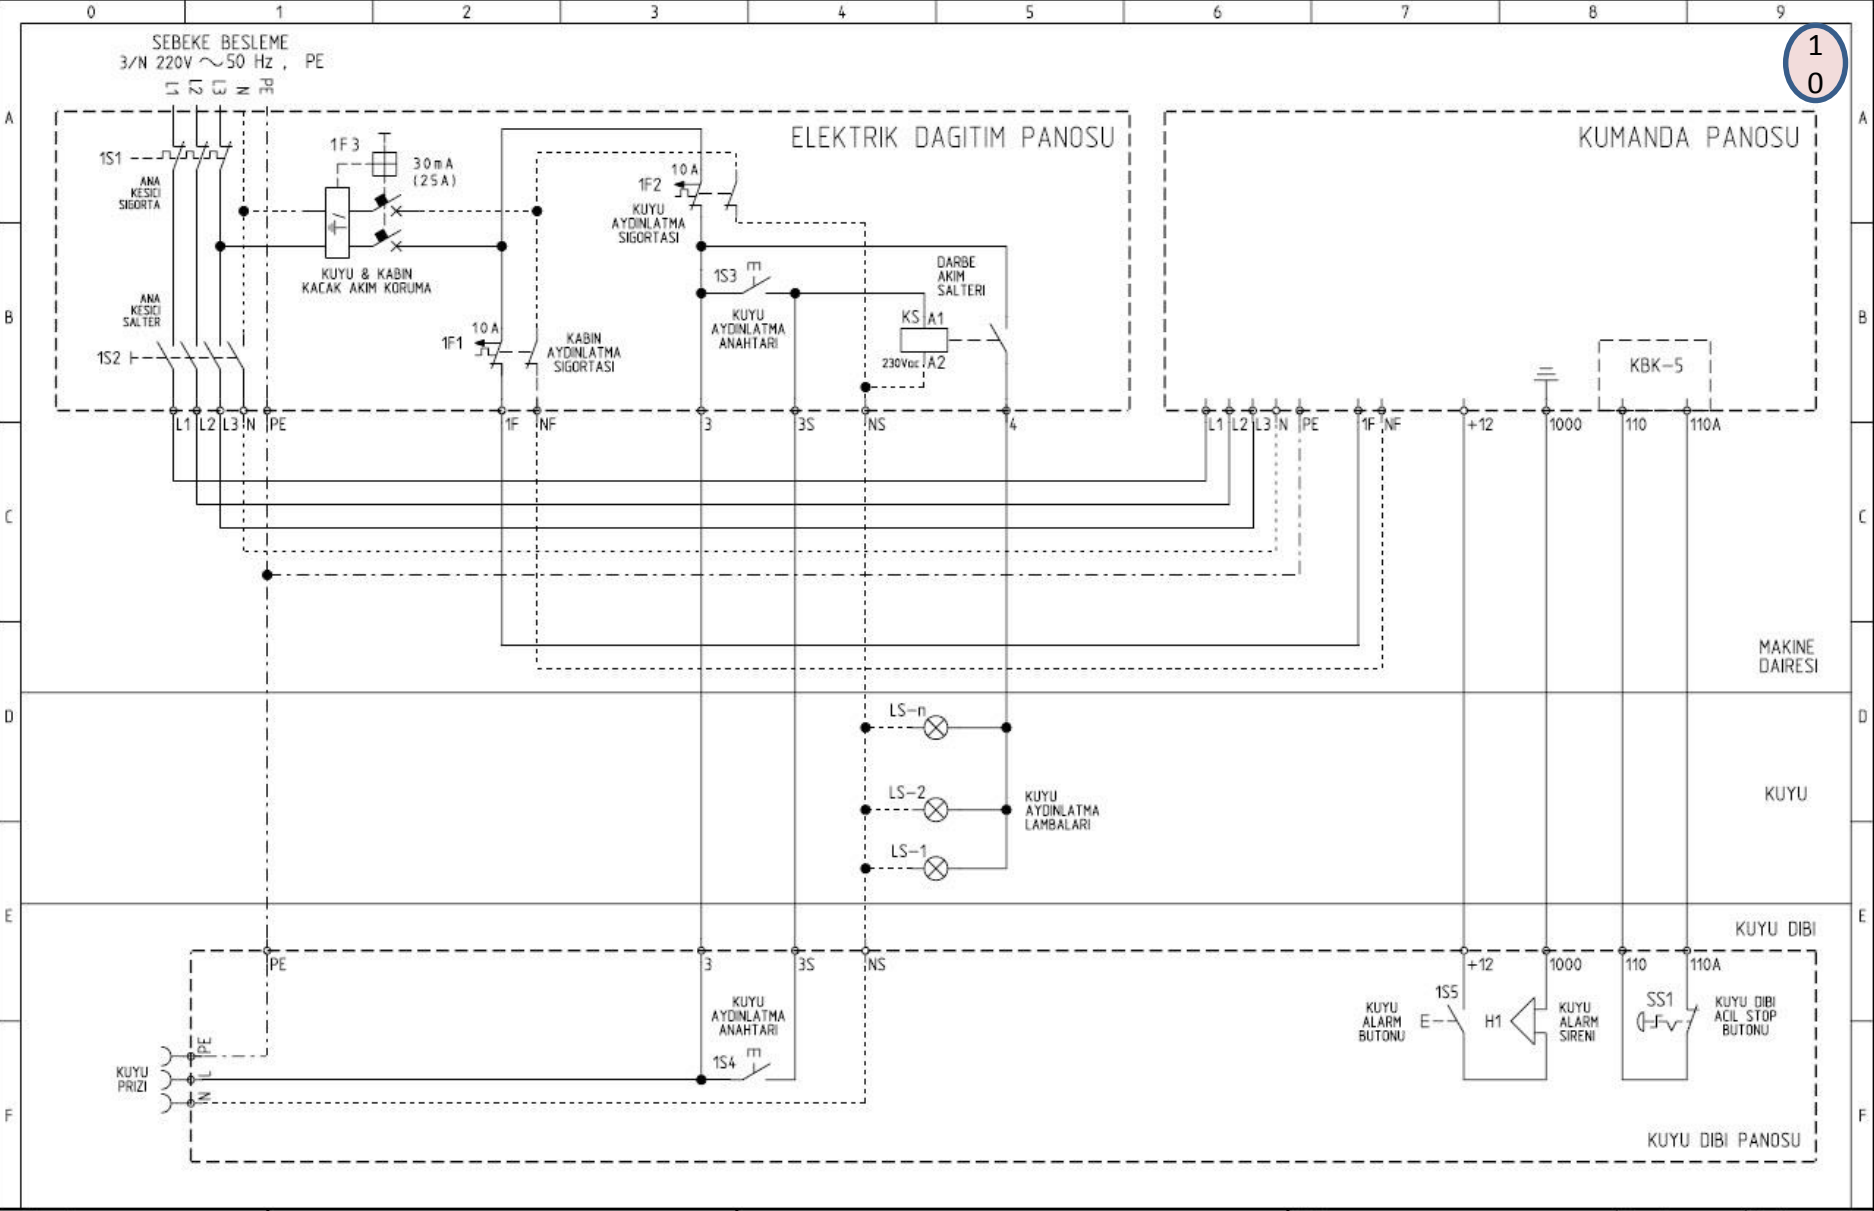 0 1 2 3 4 5 6 7 8 9
1
0
SEBEKE BESLEME
3/N 220V ～50 Hz , PE
L1 L2 L3 N PE
A
A
ELEKTRIK DAGITIM PANOSU
KUMANDA PANOSU
1S1
ANA
KESICI
SIGORTA
1F3
30mA
(25A)
KUYU & KABIN
KACAK AKIM KORUMA
10A
1F2
KUYU
AYDINLATMA
SIGORTASI
1S3
KUYU
AYDINLATMA
ANAHTARI
DARBE
AKIM
SALTERI
B
B
ANA
KESICI
SALTER
1S2
10A
1F1
KABIN
AYDINLATMA
SIGORTASI
KS A1
230Vac A2
KBK-5
L1 L2 L3 N PE 1F NF 3 3S NS 4 L1 L2 L3 N PE 1F NF +12 1000 110 110A
C
C
MAKINE
DAIRESI
D
D
LS-n
LS-2
LS-1
KUYU
AYDINLATMA
LAMBALARI
KUYU
E
E
KUYU DIBI
PE 3 3S NS +12 1000 110 110A
KUYU
AYDINLATMA
ANAHTARI
1S4
1S5
KUYU
ALARM
BUTONU
E
H1
KUYU
ALARM
SIRENI
SS1
KUYU DIBI
ACIL STOP
BUTONU
KUYU
PRIZI
PE
L
N
F
F
KUYU DIBI PANOSU